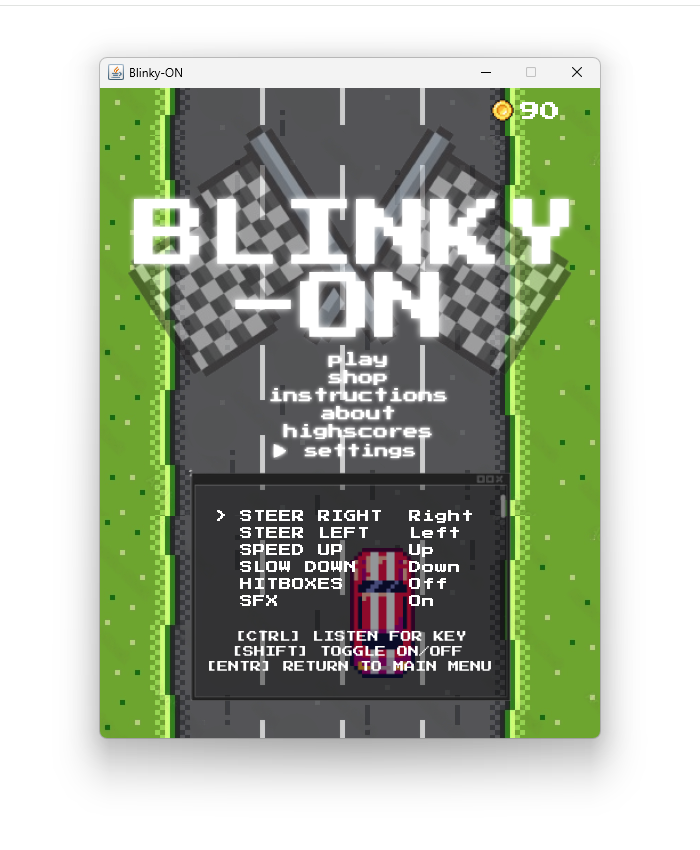 Blinky-ON
90
BLINKY
-ON
play
shop
instructions
about
highscores
settings
> STEER RIGHT Right
STEER LEFT Left
SPEED UP Up
SLOW DOWN Down
HITBOXES Off
SFX On
[CTRL] LISTEN FOR KEY
[SHIFT] TOGGLE ON/OFF
[ENTR] RETURN TO MAIN MENU